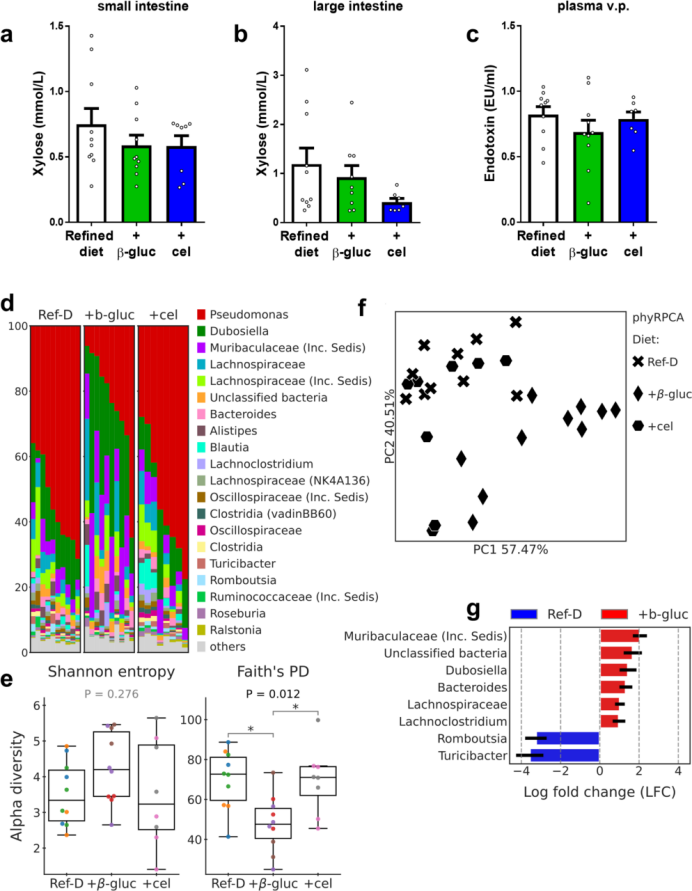 small intestine
large intestine
plasma v.p.
a
b
c
Xylose (mmol/L)
1.5
1.0
0.5
0.0
Refined diet
+ β-gluc
+ cel
Xylose (mmol/L)
4
3
2
1
0
Refined diet
+ β-gluc
+ cel
Endotoxin (EU/ml)
1.5
1.0
0.5
0.0
Refined diet
+ β-gluc
+ cel
d
Ref-D
+b-gluc
+cel
100
80
60
40
20
0
Pseudomonas
Dubosiella
Muribaculaceae (Inc. Sedis)
Lachnospiraceae
Lachnospiraceae (Inc. Sedis)
Unclassified bacteria
Bacteroides
Alistipes
Blautia
Lachnoclostridium
Lachnospiraceae (NK4A136)
Oscillospiraceae (Inc. Sedis)
Clostridia (vadinBB60)
Oscillospiraceae
Clostridia
Turicibacter
Romboutsia
Ruminococcaceae (Inc. Sedis)
Roseburia
Ralstonia
others
f
PC2 40.51%
PC1 57.47%
phyRPCA
Diet:
Ref-D
+β-gluc
+cel
e
Shannon entropy
P = 0.276
Alpha diversity
6
5
4
3
2
Ref-D
+β-gluc
+cel
Faith's PD
P = 0.012
*
*
100
80
60
40
Ref-D
+β-gluc
+cel
g
Ref-D
+b-gluc
Muribaculaceae (Inc. Sedis)
Unclassified bacteria
Dubosiella
Bacteroides
Lachnospiraceae
Lachnoclostridium
Romboutsia
Turicibacter
−4
−2
0
2
4
Log fold change (LFC)